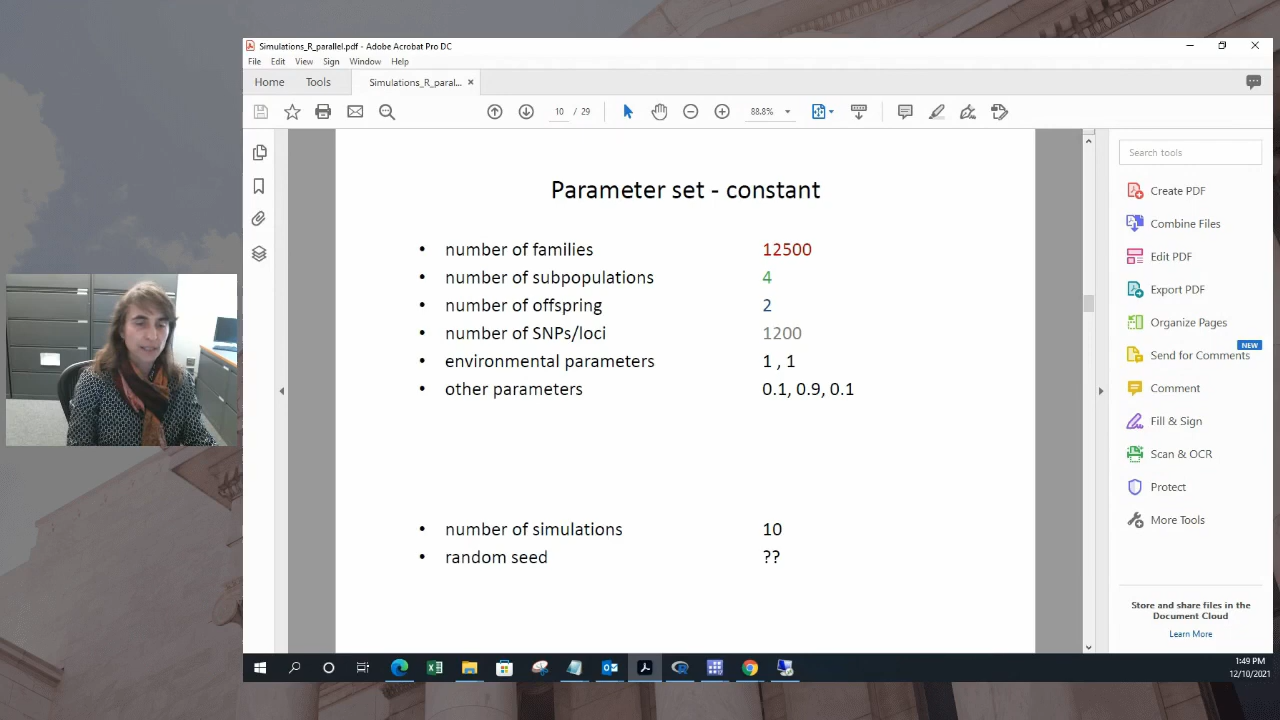 Simulations_R_parallel.pdf - Adobe Acrobat Pro DC
File Edit View Sign Window Help
Home Tools Simulations_R_paral... ×
10 / 29 88.8%
Search tools
Parameter set - constant
• number of families 12500
• number of subpopulations 4
• number of offspring 2
• number of SNPs/loci 1200
• environmental parameters 1 , 1
• other parameters 0.1, 0.9, 0.1
• number of simulations 10
• random seed ??
Create PDF
Combine Files
Edit PDF
Export PDF
Organize Pages
NEW
Send for Comments
Comment
Fill & Sign
Scan & OCR
Protect
More Tools
Store and share files in the
Document Cloud
Learn More
1:49 PM
12/10/2021